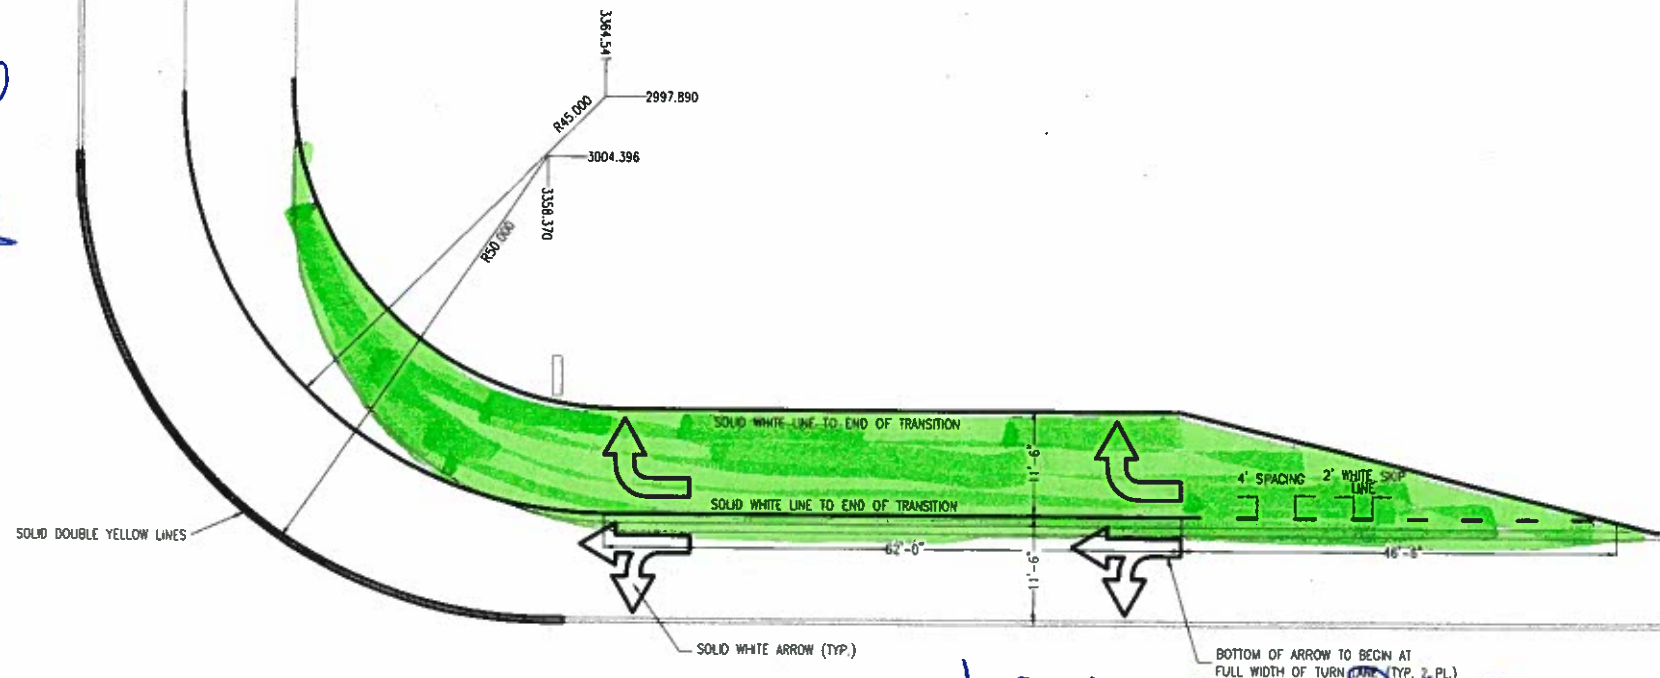 3364.541
2997.890
R45.000
3004.396
3358.370
R50.000
SOLID WHITE LINE TO END OF TRANSITION
11'-6"
4' SPACING
2' WHITE SKIP
LINE
SOLID WHITE LINE TO END OF TRANSITION
SOLID DOUBLE YELLOW LINES
62'-0"
46'-8"
11'-6"
SOLID WHITE ARROW (TYP.)
BOTTOM OF ARROW TO BEGIN AT
FULL WIDTH OF TURN LANE (TYP. 2 PL.)